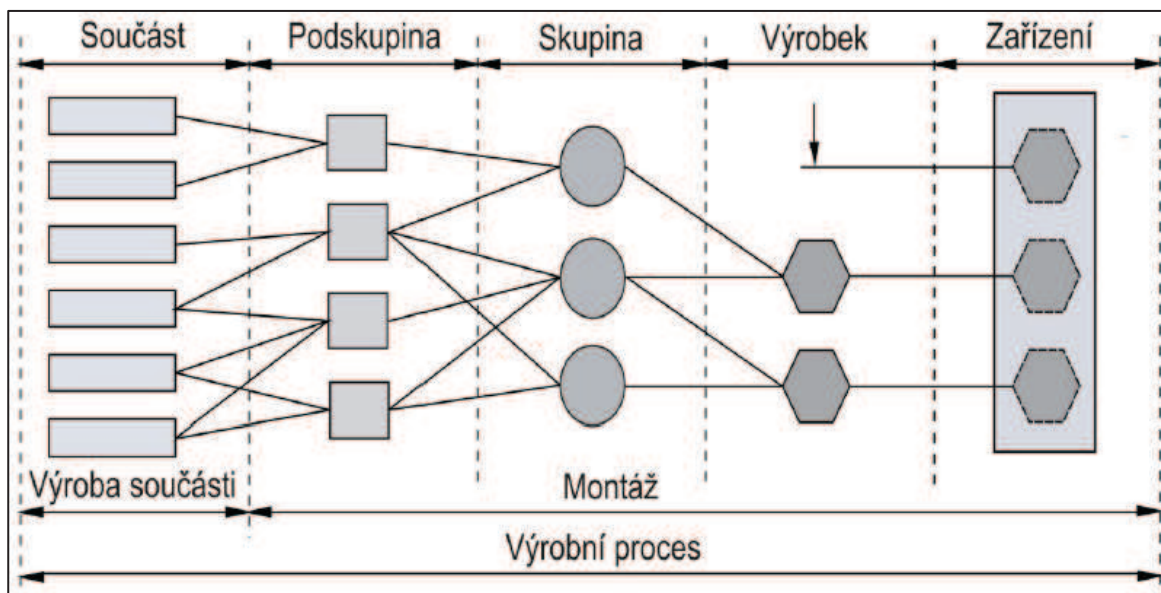 Součást Podskupina Skupina Výrobek Zařízení
Výroba součásti Montáž
Výrobní proces